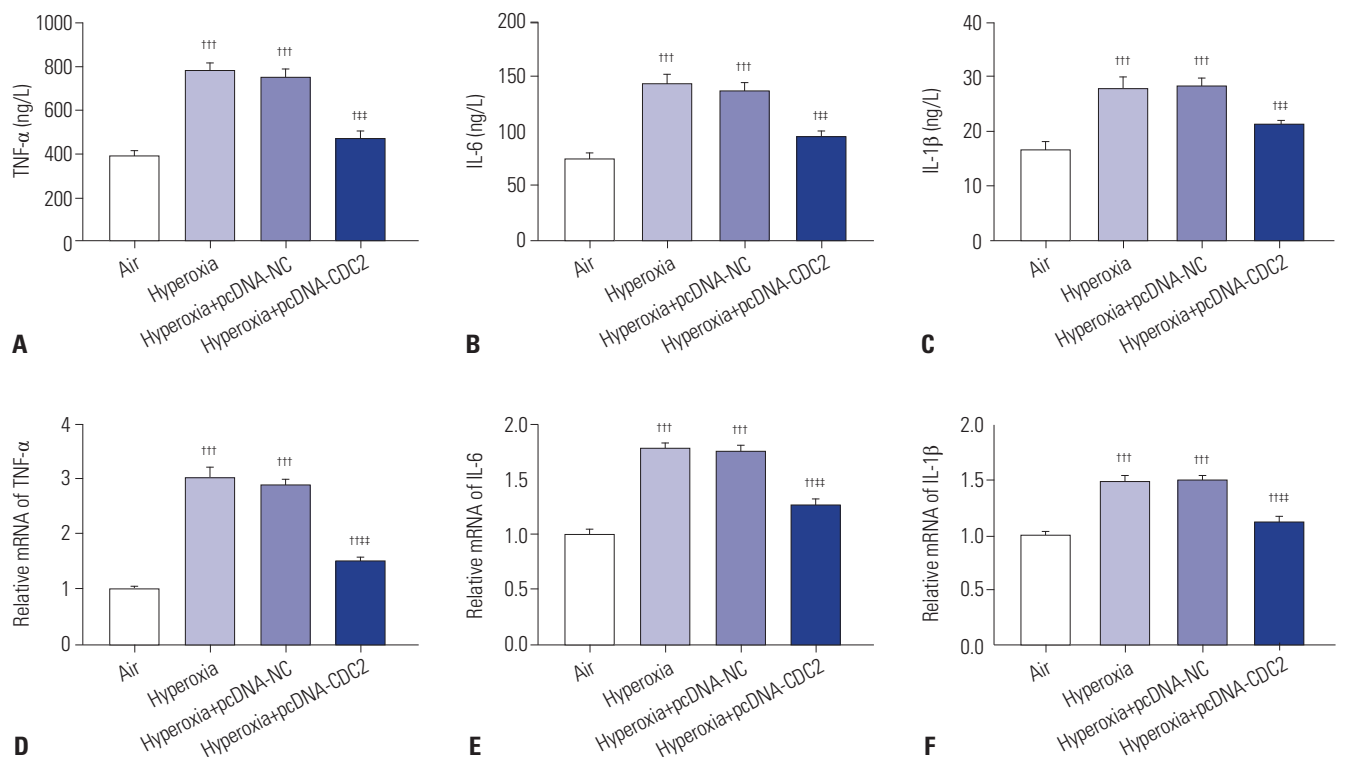 TNF-α (ng/L)
1000
800
600
400
200
0
†††
†††
†‡‡
Air
Hyperoxia
Hyperoxia+pcDNA-NC
Hyperoxia+pcDNA-CDC2
A
IL-6 (ng/L)
200
150
100
50
0
†††
†††
†‡‡
Air
Hyperoxia
Hyperoxia+pcDNA-NC
Hyperoxia+pcDNA-CDC2
B
IL-1β (ng/L)
40
30
20
10
0
†††
†††
†‡‡
Air
Hyperoxia
Hyperoxia+pcDNA-NC
Hyperoxia+pcDNA-CDC2
C
Relative mRNA of TNF-α
4
3
2
1
0
†††
†††
††‡‡
Air
Hyperoxia
Hyperoxia+pcDNA-NC
Hyperoxia+pcDNA-CDC2
D
Relative mRNA of IL-6
2.0
1.5
1.0
0.5
0.0
†††
†††
††‡‡
Air
Hyperoxia
Hyperoxia+pcDNA-NC
Hyperoxia+pcDNA-CDC2
E
Relative mRNA of IL-1β
2.0
1.5
1.0
0.5
0.0
†††
†††
††‡‡
Air
Hyperoxia
Hyperoxia+pcDNA-NC
Hyperoxia+pcDNA-CDC2
F